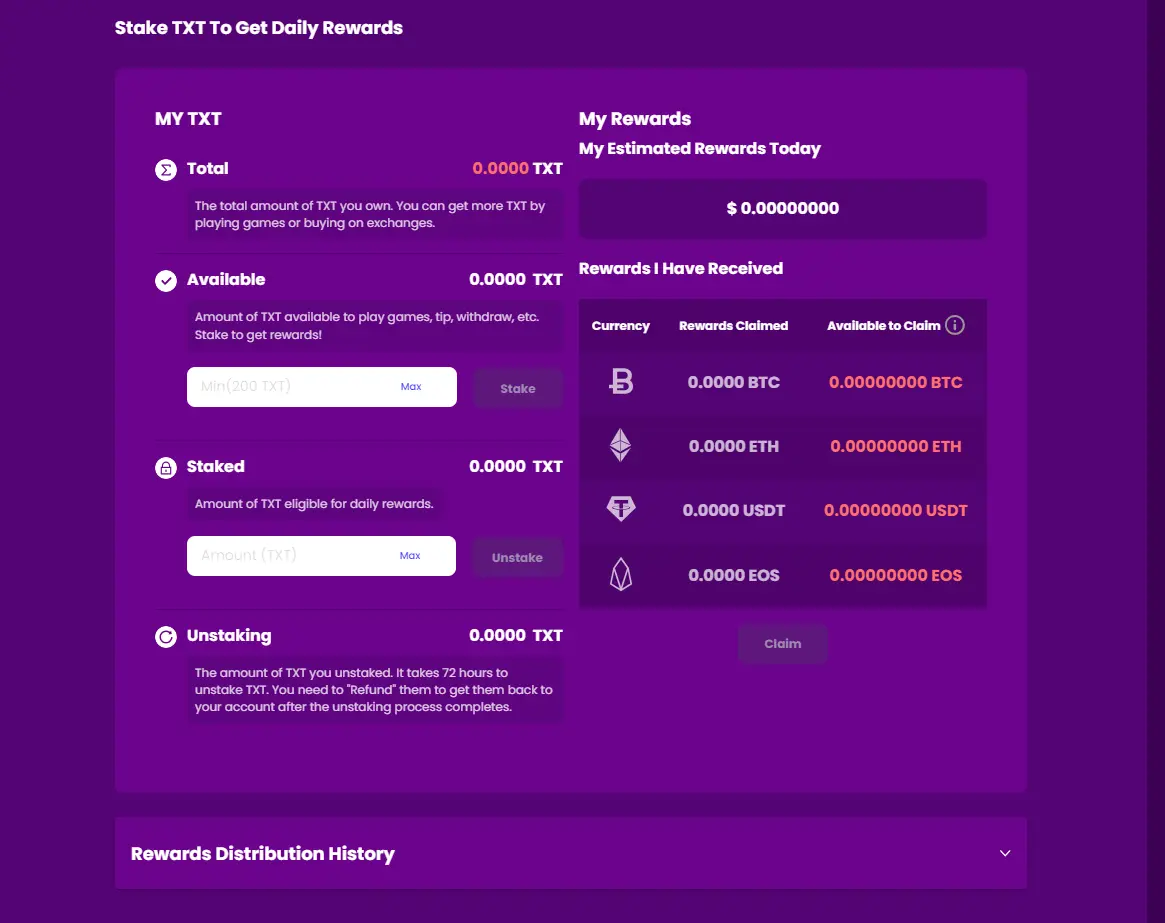 Stake TXT To Get Daily Rewards
MY TXT
Total 0.0000 TXT
The total amount of TXT you own. You can get more TXT by
playing games or buying on exchanges.
Available 0.0000 TXT
Amount of TXT available to play games, tip, withdraw, etc.
Stake to get rewards!
Min(200 TXT) Max Stake
Staked 0.0000 TXT
Amount of TXT eligible for daily rewards.
Amount (TXT) Max Unstake
Unstaking 0.0000 TXT
The amount of TXT you unstaked. It takes 72 hours to
unstake TXT. You need to "Refund" them to get them back to
your account after the unstaking process completes.
My Rewards
My Estimated Rewards Today
$ 0.00000000
Rewards I Have Received
Currency Rewards Claimed Available to Claim
0.0000 BTC 0.00000000 BTC
0.0000 ETH 0.00000000 ETH
0.0000 USDT 0.00000000 USDT
0.0000 EOS 0.00000000 EOS
Claim
Rewards Distribution History